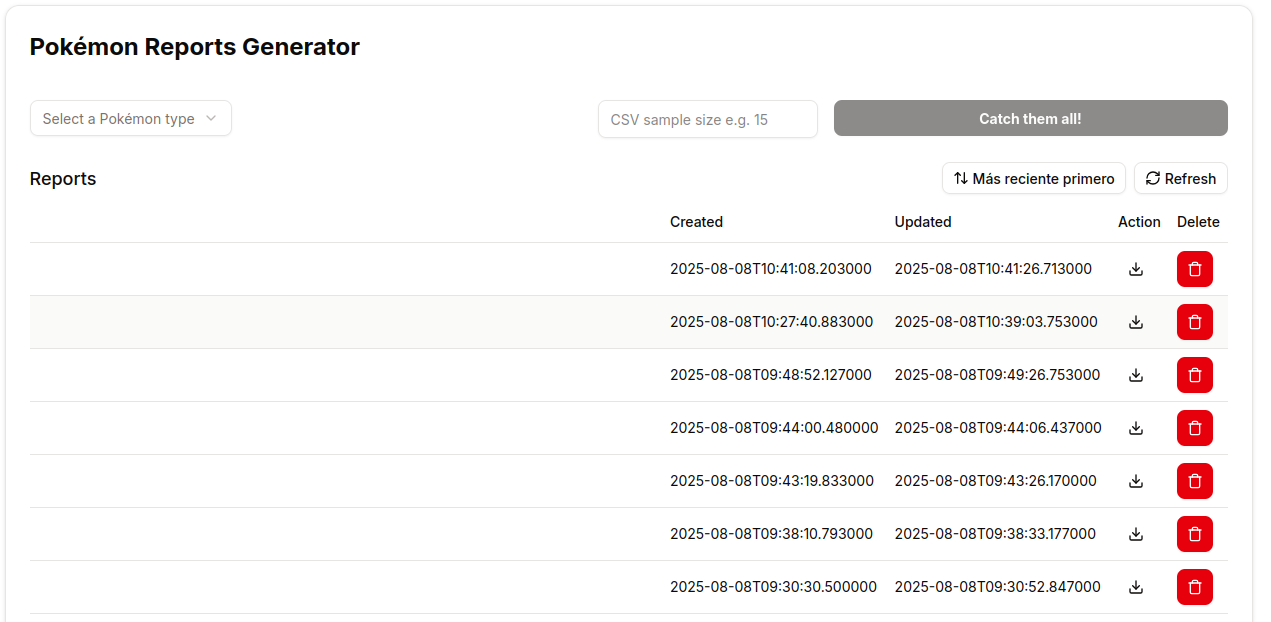 Pokémon Reports Generator
Select a Pokémon type
CSV sample size e.g. 15
Catch them all!
Reports
Más reciente primero
Refresh
Created Updated Action Delete
2025-08-08T10:41:08.203000 2025-08-08T10:41:26.713000
2025-08-08T10:27:40.883000 2025-08-08T10:39:03.753000
2025-08-08T09:48:52.127000 2025-08-08T09:49:26.753000
2025-08-08T09:44:00.480000 2025-08-08T09:44:06.437000
2025-08-08T09:43:19.833000 2025-08-08T09:43:26.170000
2025-08-08T09:38:10.793000 2025-08-08T09:38:33.177000
2025-08-08T09:30:30.500000 2025-08-08T09:30:52.847000